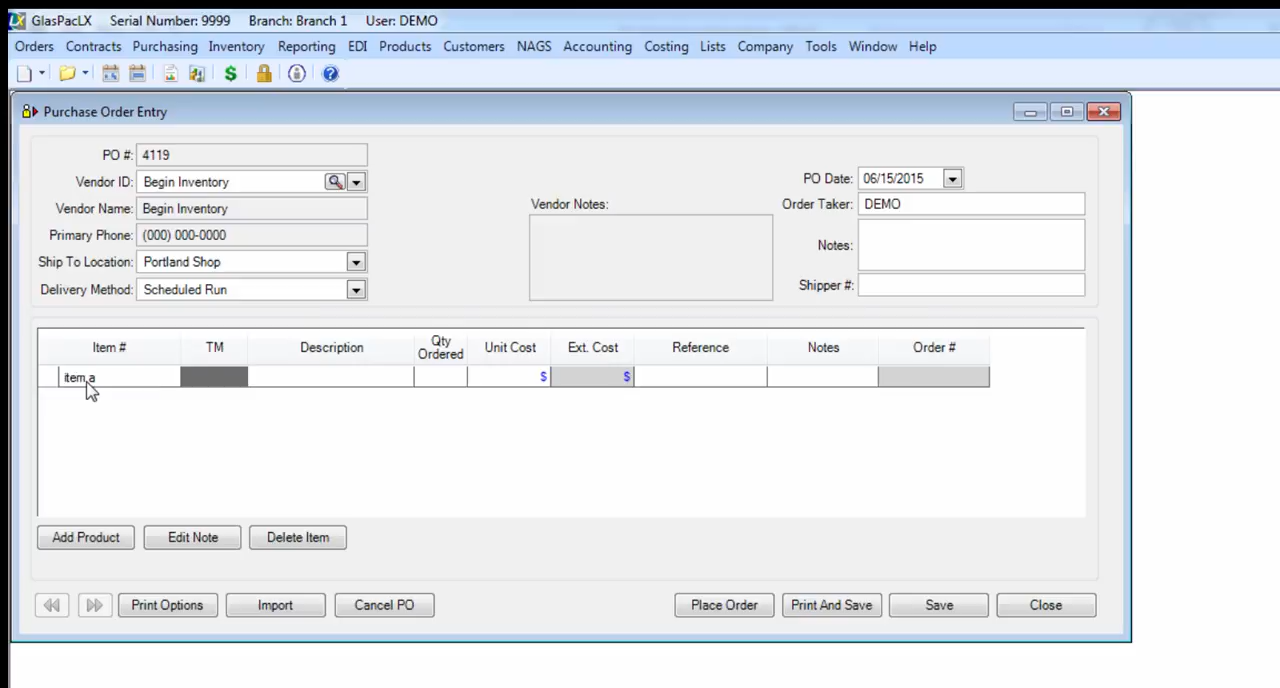 GlasPacLX Serial Number: 9999 Branch: Branch 1 User: DEMO
Orders Contracts Purchasing Inventory Reporting EDI Products Customers NAGS Accounting Costing Lists Company Tools Window Help
Purchase Order Entry
PO #: 4119
Vendor ID: Begin Inventory
PO Date: 06/15/2015
Vendor Name: Begin Inventory
Vendor Notes:
Order Taker: DEMO
Primary Phone: (000) 000-0000
Notes:
Ship To Location: Portland Shop
Delivery Method: Scheduled Run
Shipper #:
Item # TM Description Qty Ordered Unit Cost Ext. Cost Reference Notes Order #
item a $ $
Add Product Edit Note Delete Item
Print Options Import Cancel PO Place Order Print And Save Save Close